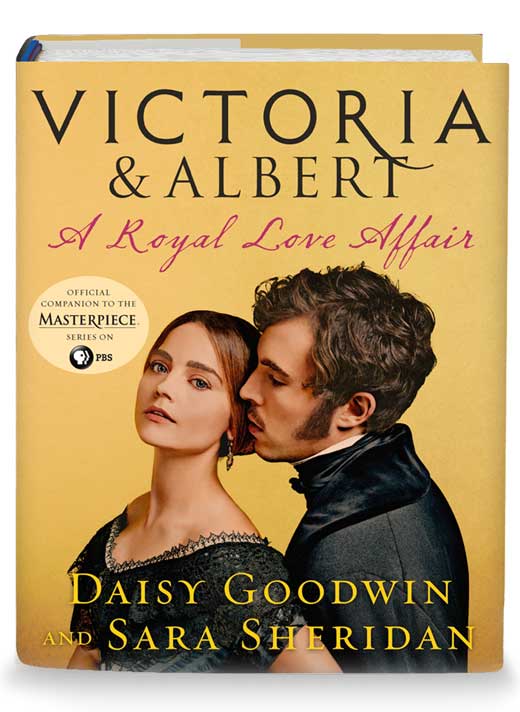 VICTORIA
& ALBERT
A Royal Love Affair
OFFICIAL
COMPANION TO THE
MASTERPIECE
SERIES ON
PBS
DAISY GOODWIN
AND SARA SHERIDAN